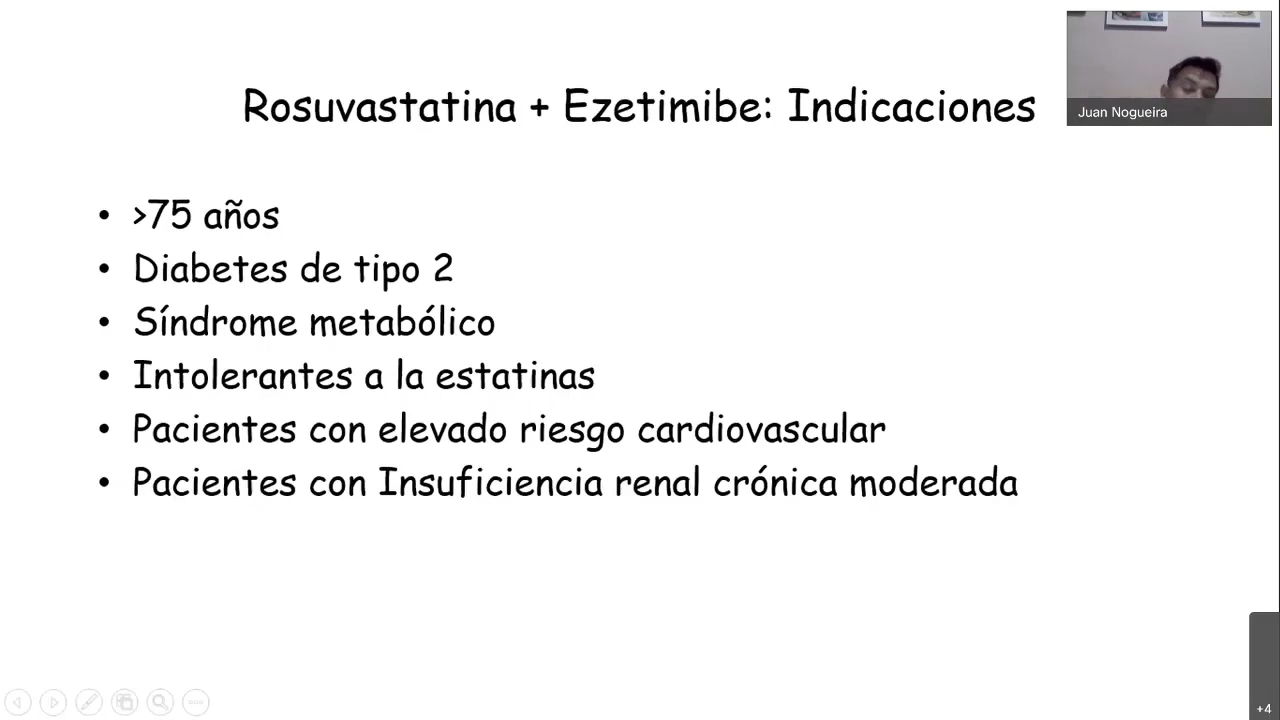 Rosuvastatina + Ezetimibe: Indicaciones
Juan Nogueira
• >75 años
• Diabetes de tipo 2
• Síndrome metabólico
• Intolerantes a la estatinas
• Pacientes con elevado riesgo cardiovascular
• Pacientes con Insuficiencia renal crónica moderada
+4